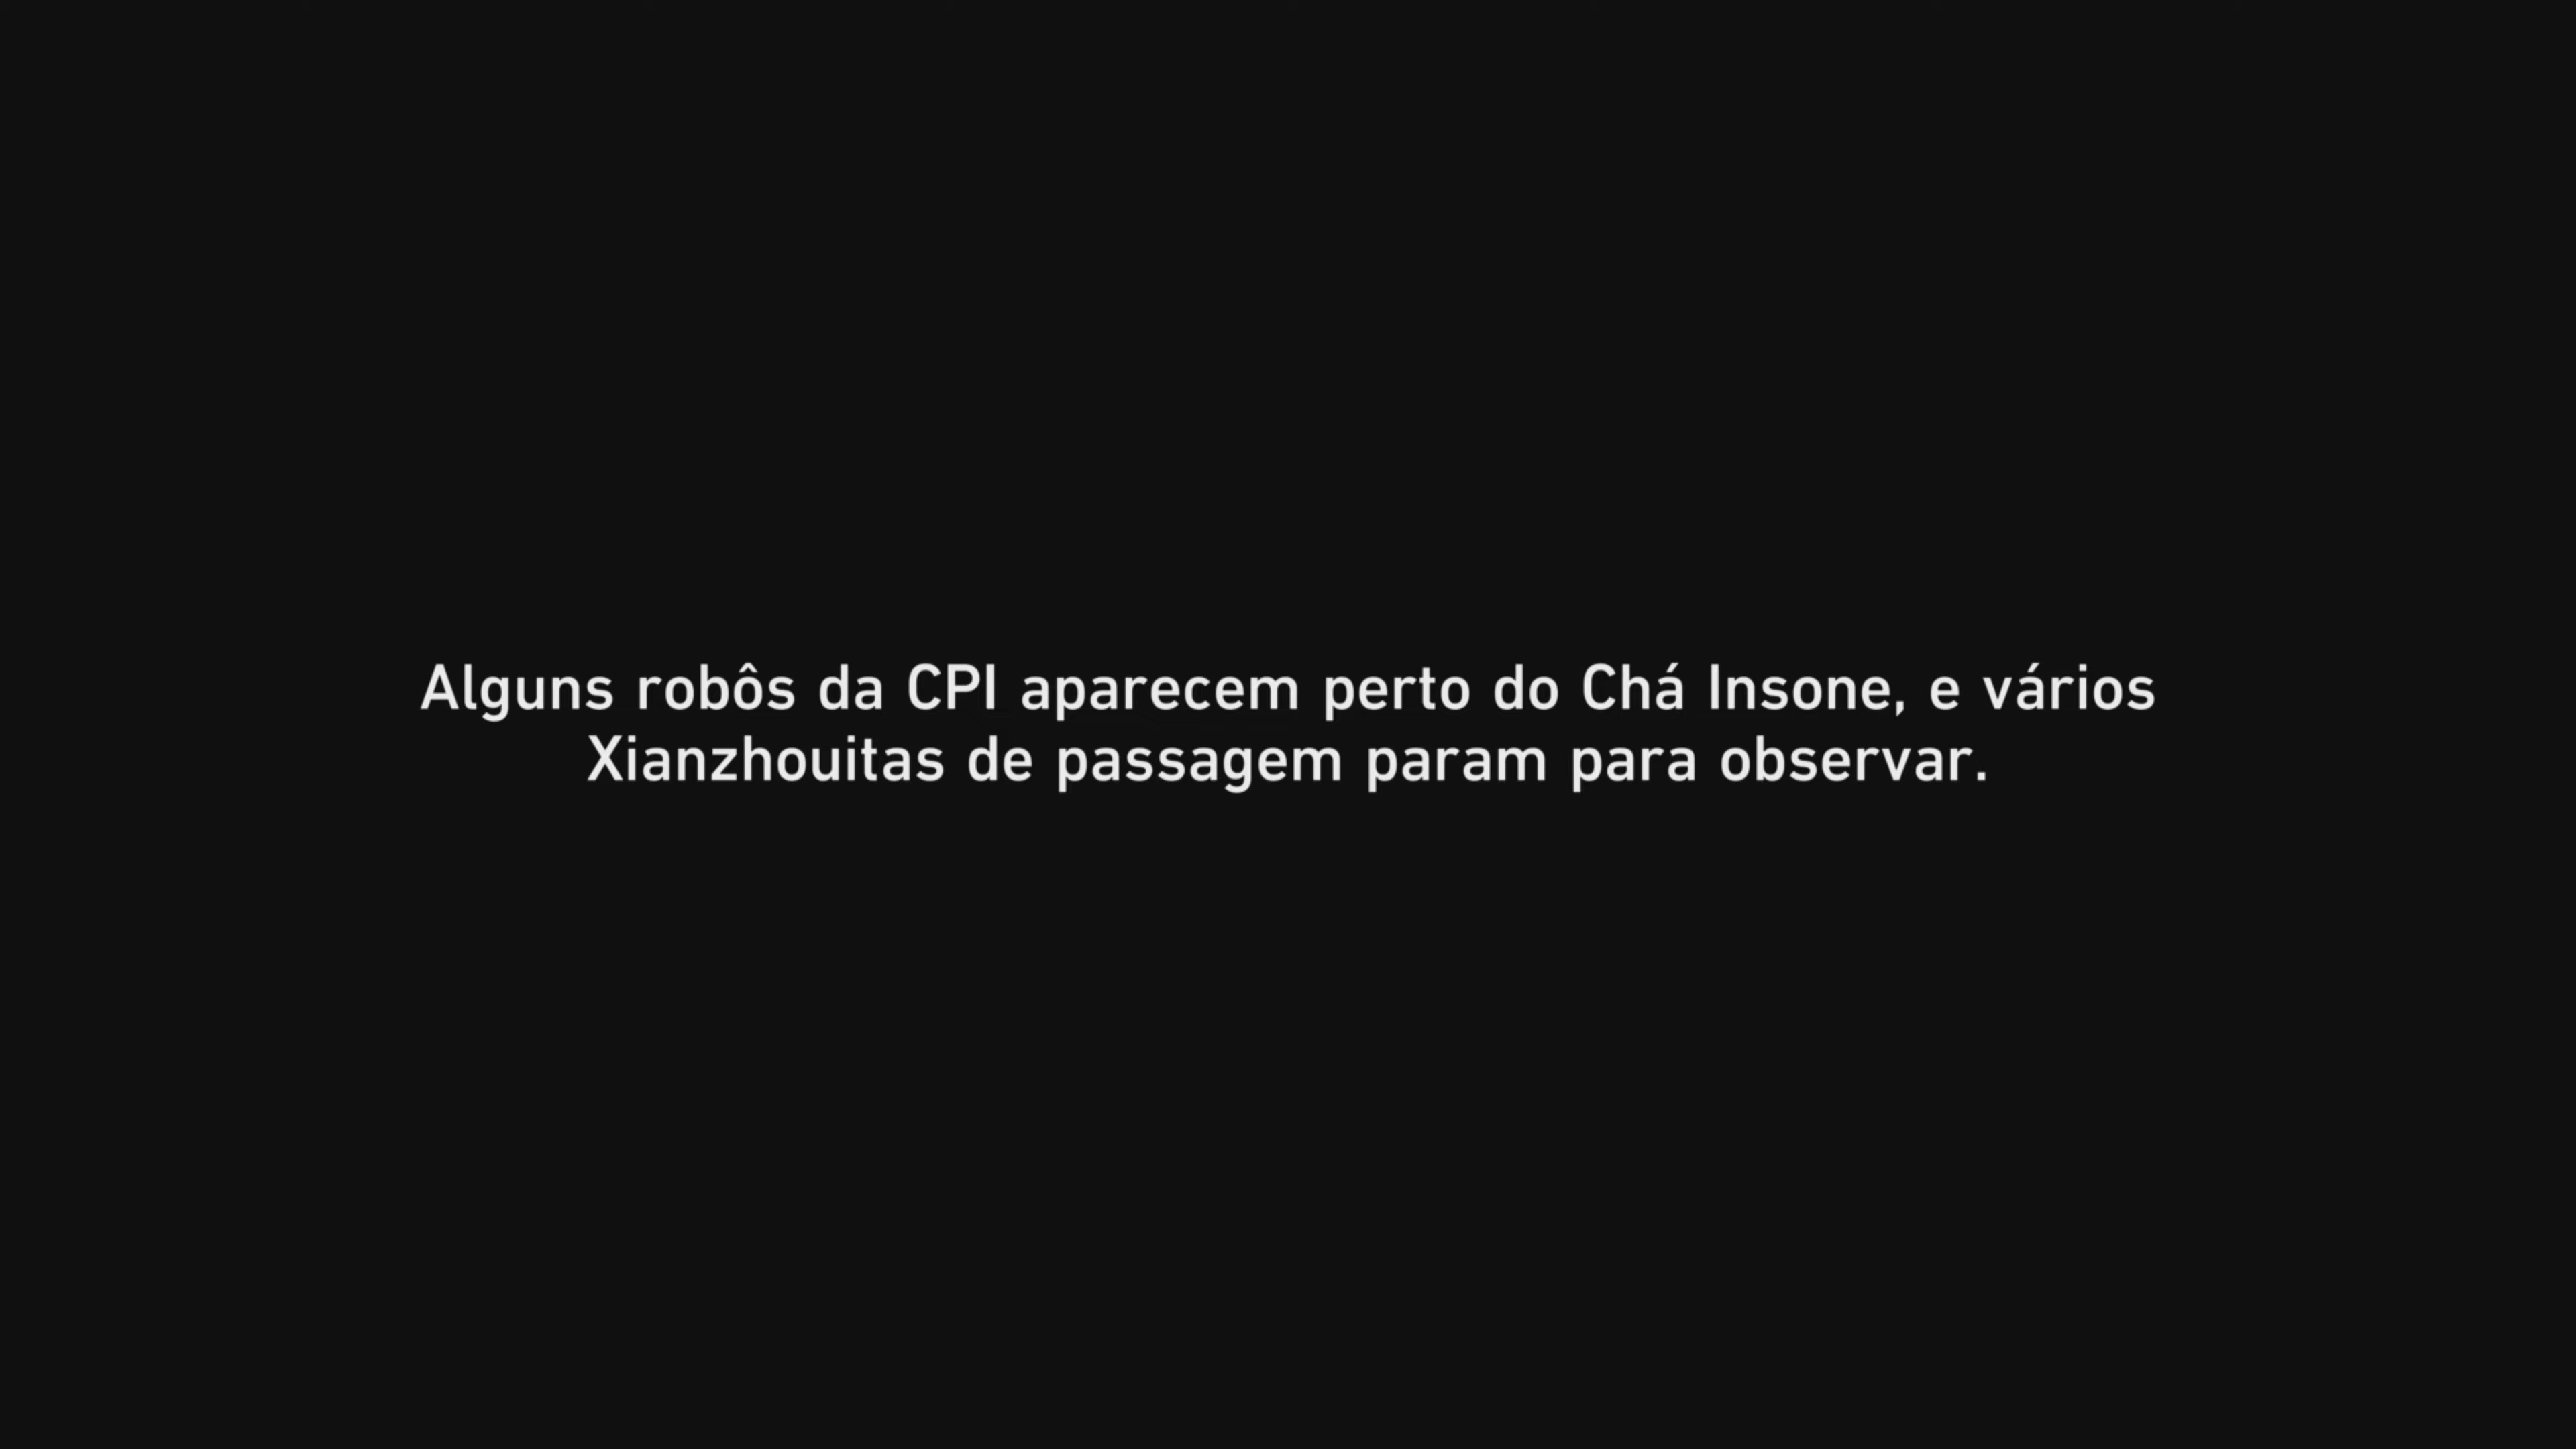 Alguns robôs da CPI aparecem perto do Chá Insone, e vários
Xianzhouitas de passagem param para observar.